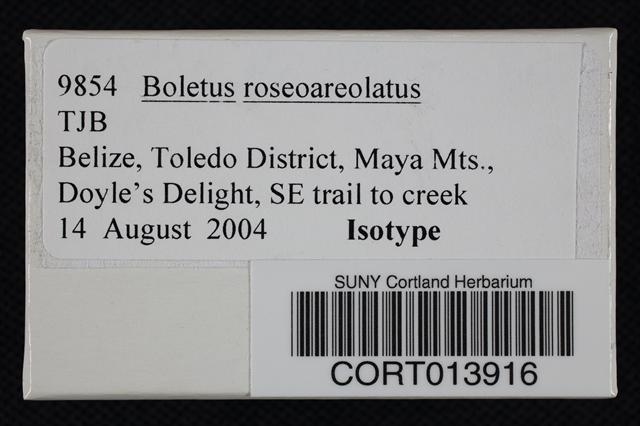 9854 Boletus roseoareolatus
TJB
Belize, Toledo District, Maya Mts.,
Doyle's Delight, SE trail to creek
14 August 2004 Isotype
SUNY Cortland Herbarium
CORT013916